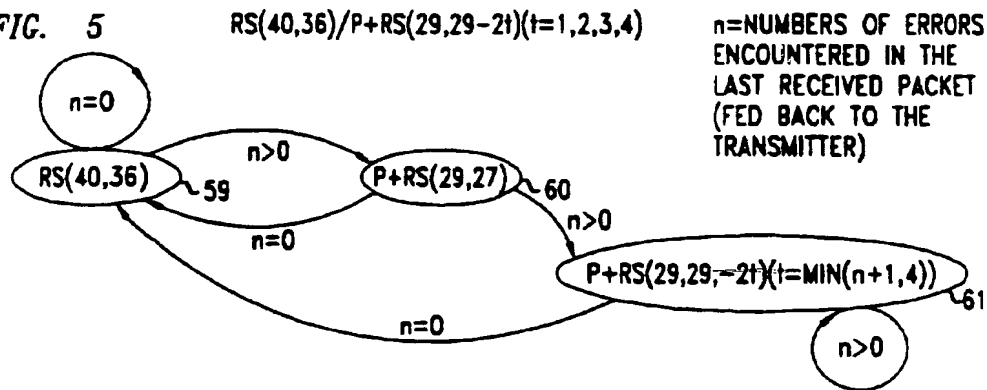 FIG. 5
RS(40,36)/P+RS(29,29-2t)(t=1,2,3,4)
n=NUMBERS OF ERRORS
ENCOUNTERED IN THE
LAST RECEIVED PACKET
(FED BACK TO THE
TRANSMITTER)
n=0
n>0
RS(40,36)
59
P+RS(29,27)
60
n=0
n>0
P+RS(29,29,-2t)(t=MIN(n+1,4))
61
n=0
n>0